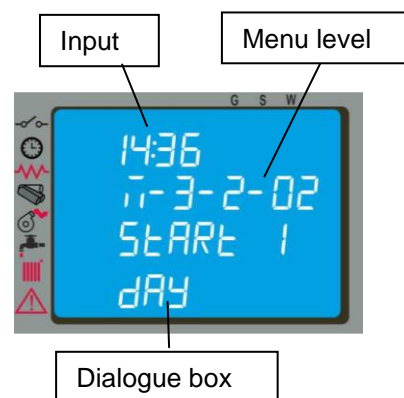 Input
Menu level
G S W
14:36
m-3-2-02
StARt 1
dAY
Dialogue box